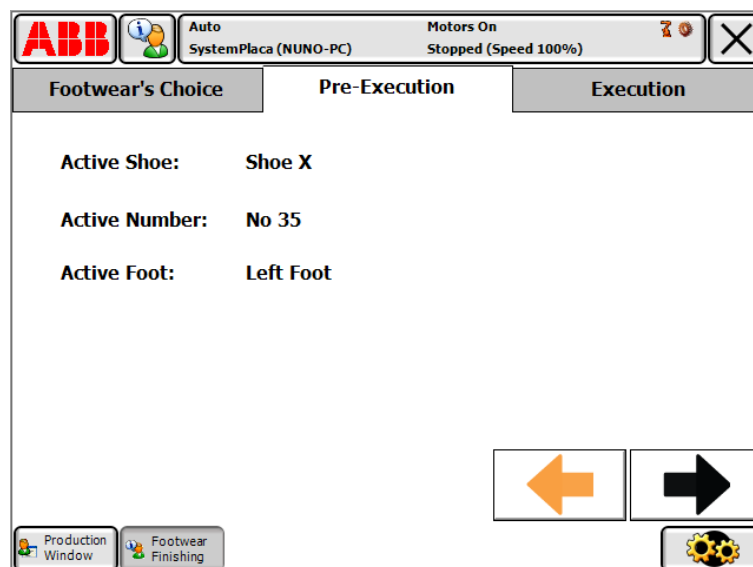 ABB
Auto
SystemPlaca (NUNO-PC)
Motors On
Stopped (Speed 100%)
Footwear's Choice
Pre-Execution
Execution
Active Shoe: Shoe X
Active Number: No 35
Active Foot: Left Foot
Production
Window
Footwear
Finishing